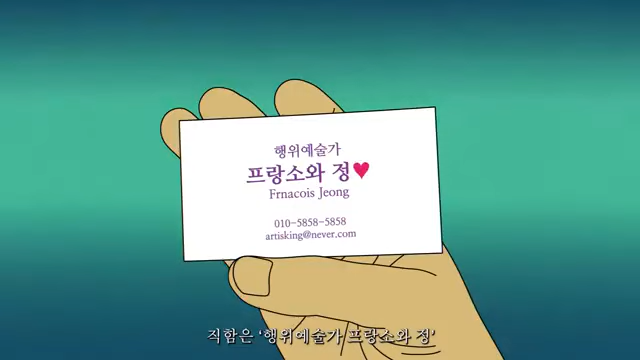 행위예술가
프랑소와 정♥
Frnacois Jeong
010-5858-5858
artisking@never.com
직함은 ‘행위예술가 프랑소와 정’